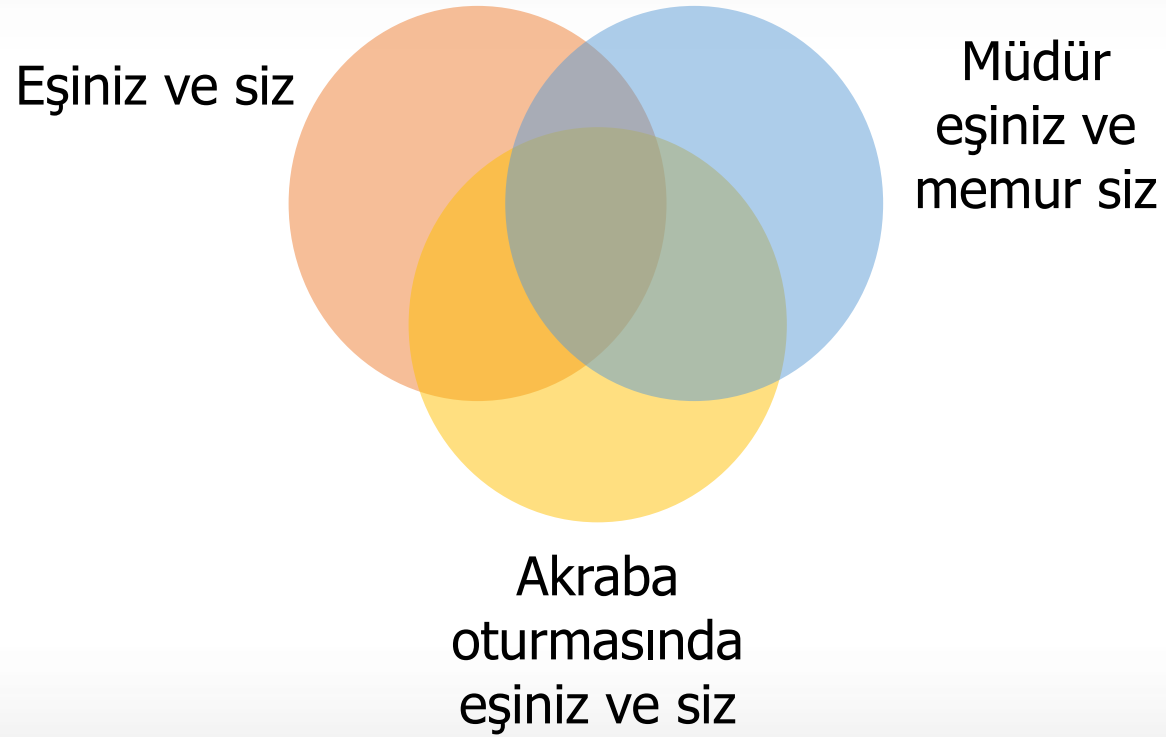 Eşiniz ve siz
Müdür
eşiniz ve
memur siz
Akraba
oturmasında
eşiniz ve siz